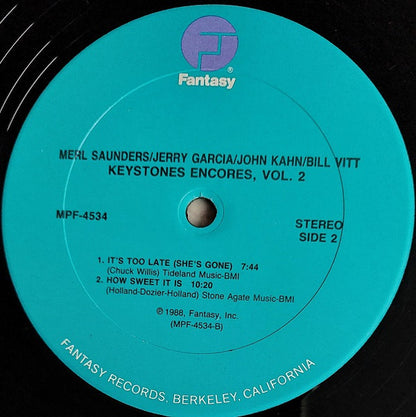 Fantasy®
MERL SAUNDERS/JERRY GARCIA/JOHN KAHN/BILL VITT
KEYSTONES ENCORES, VOL. 2
MPF-4534
STEREO
SIDE 2
1. IT'S TOO LATE (SHE'S GONE) 7:44
(Chuck Willis) Tideland Music-BMI
2. HOW SWEET IT IS 10:20
(Holland-Dozier-Holland) Stone Agate Music-BMI
℗ 1988, Fantasy, Inc.
(MPF-4534-B)
FANTASY RECORDS, BERKELEY, CALIFORNIA